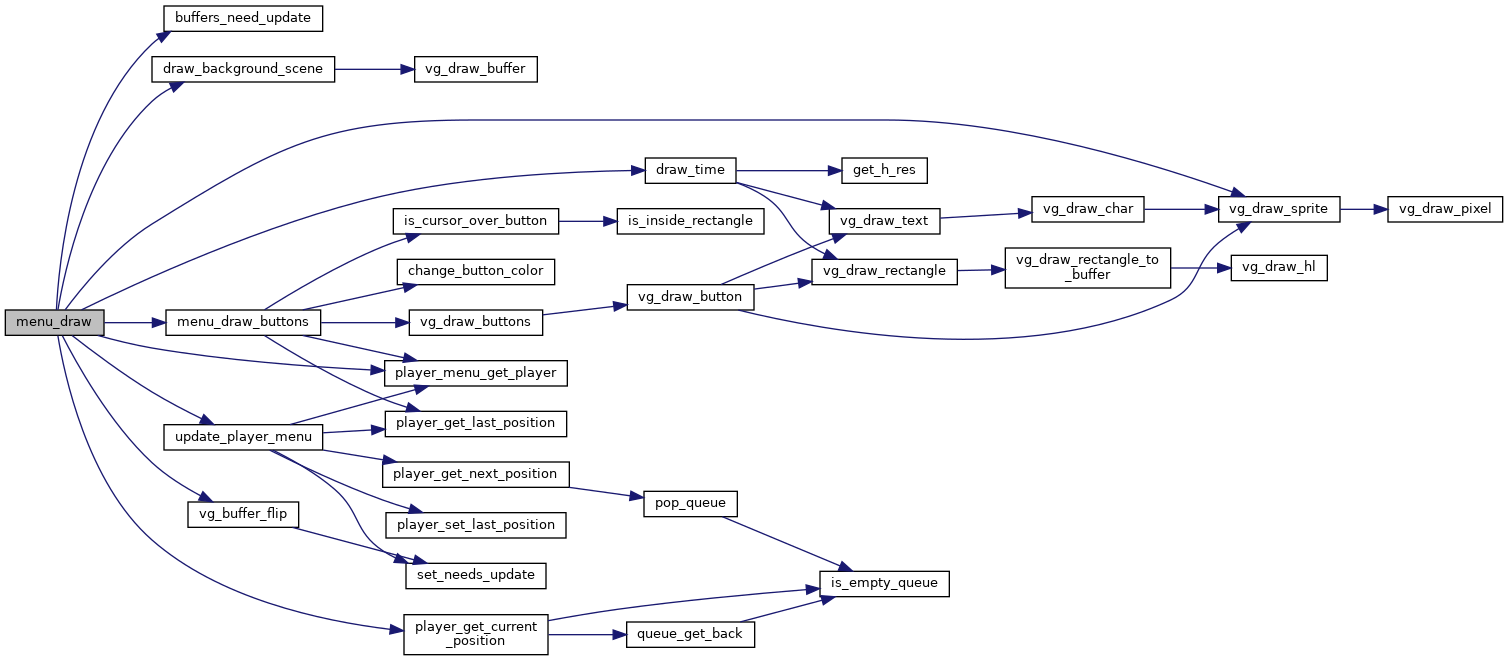 buffers_need_update
draw_background_scene
vg_draw_buffer
draw_time
get_h_res
is_cursor_over_button
is_inside_rectangle
vg_draw_text
vg_draw_char
vg_draw_sprite
vg_draw_pixel
change_button_color
vg_draw_rectangle
vg_draw_rectangle_to
_buffer
vg_draw_hl
vg_draw_button
menu_draw
menu_draw_buttons
vg_draw_buttons
player_menu_get_player
player_get_last_position
update_player_menu
player_get_next_position
pop_queue
vg_buffer_flip
player_set_last_position
set_needs_update
is_empty_queue
player_get_current
_position
queue_get_back